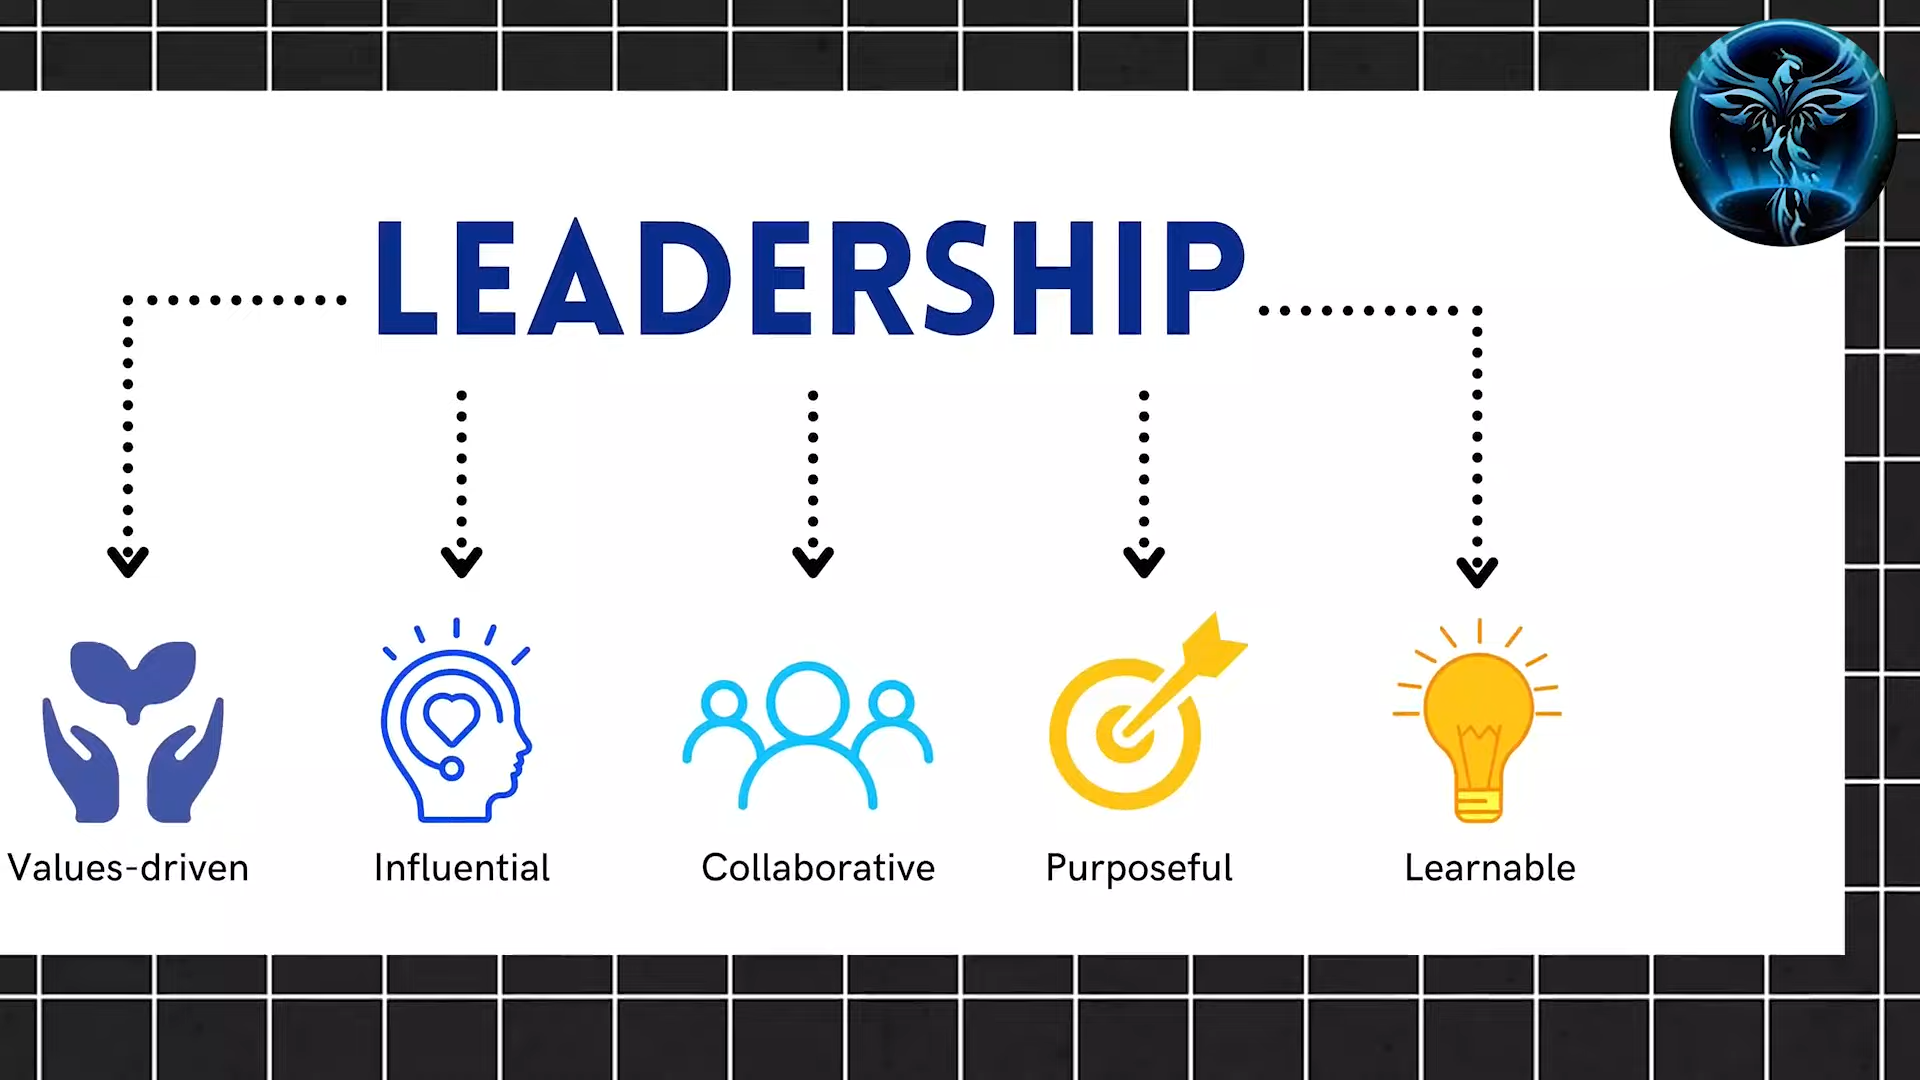 LEADERSHIP
Values-driven
Influential
Collaborative
Purposeful
Learnable